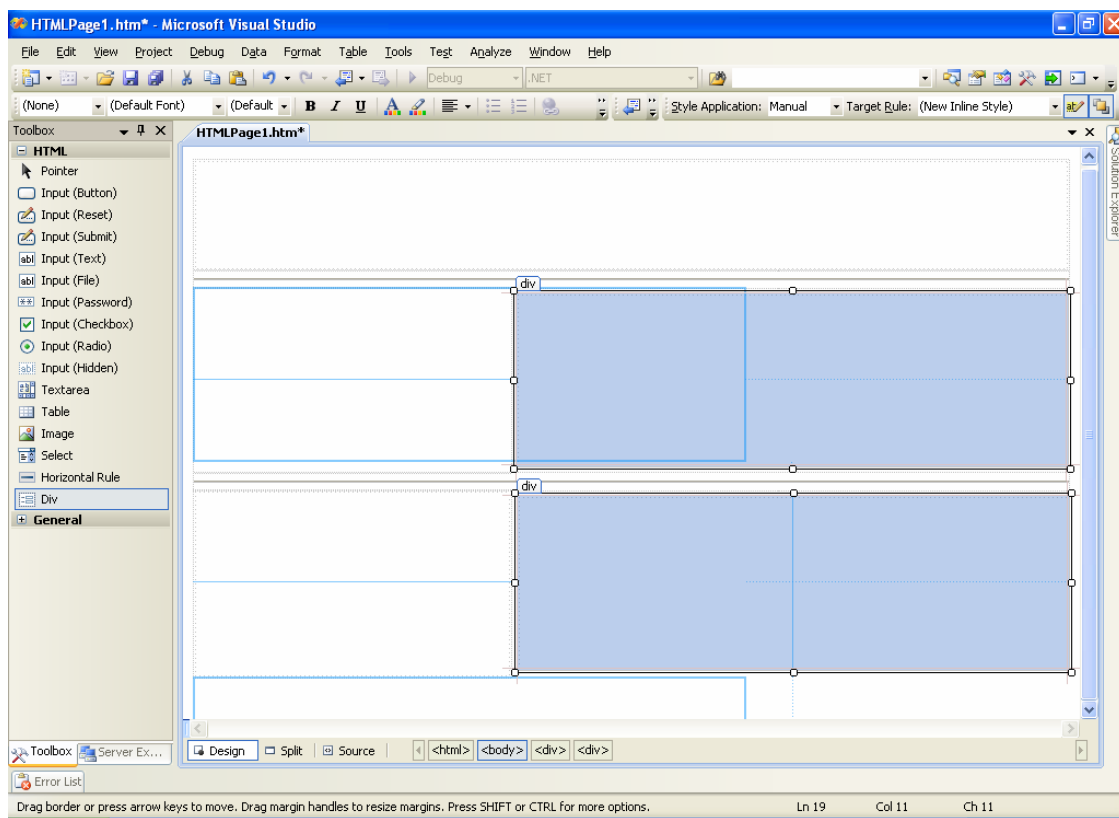 HTMLPage1.htm* - Microsoft Visual Studio
File Edit View Project Debug Data Format Table Tools Test Analyze Window Help
Debug .NET
(None) (Default Font) (Default B I U Style Application: Manual Target Rule: (New Inline Style) ab
Toolbox HTMLPage1.htm*
HTML
Pointer
Input (Button)
Input (Reset)
Input (Submit)
abl Input (Text)
abl Input (File)
Input (Password)
Input (Checkbox)
Input (Radio)
abl Input (Hidden)
Textarea
Table
Image
Select
Horizontal Rule
Div
General
div
div
Solution Explorer
Toolbox Server Ex... Design Split Source <html> <body> <div> <div>
Error List
Drag border or press arrow keys to move. Drag margin handles to resize margins. Press SHIFT or CTRL for more options. Ln 19 Col 11 Ch 11